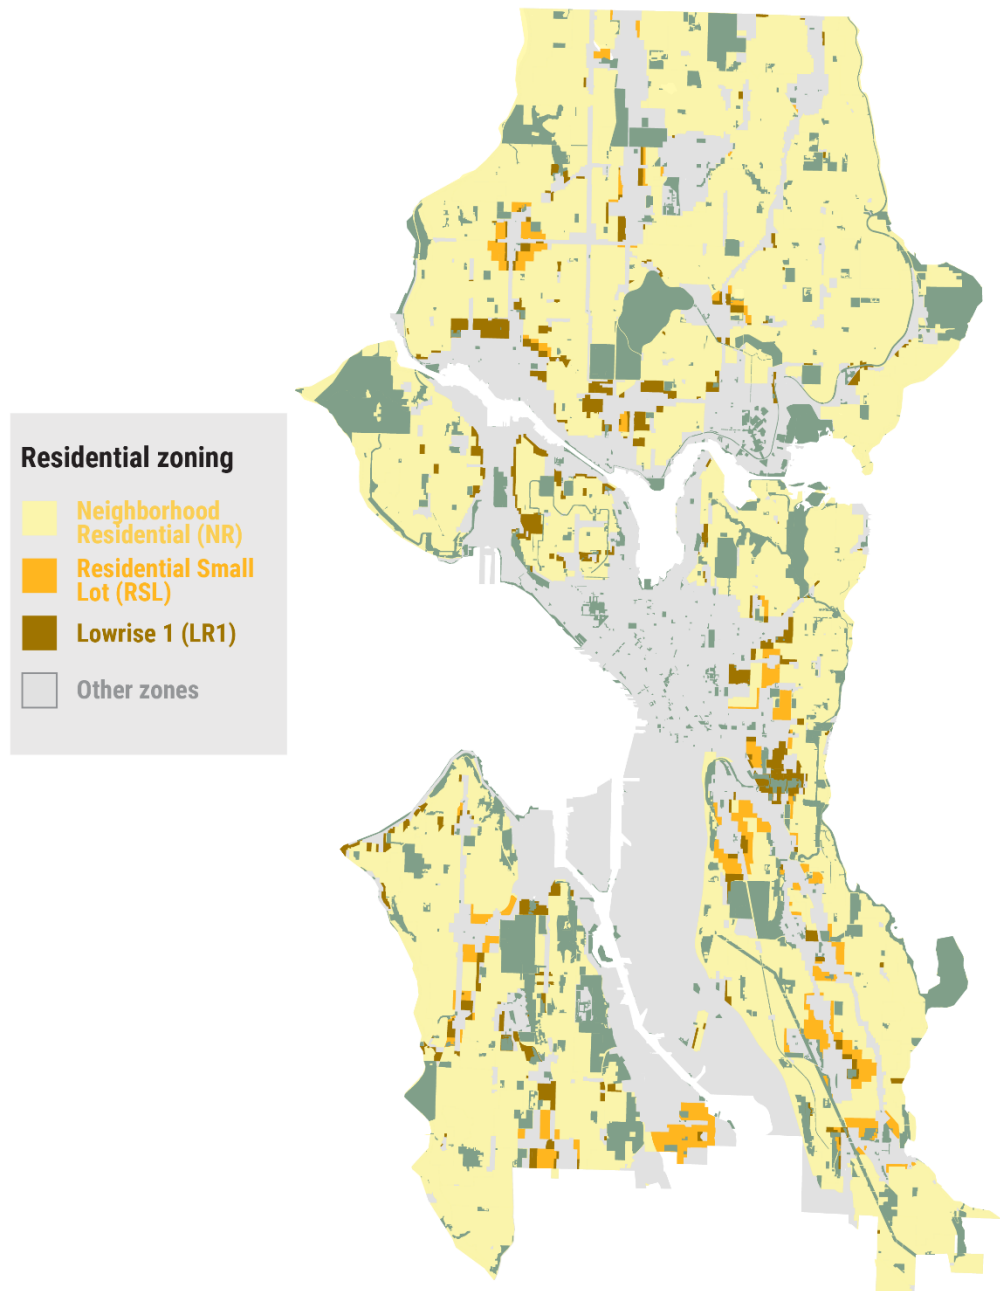 Residential zoning
Neighborhood
Residential (NR)
Residential Small
Lot (RSL)
Lowrise 1 (LR1)
Other zones